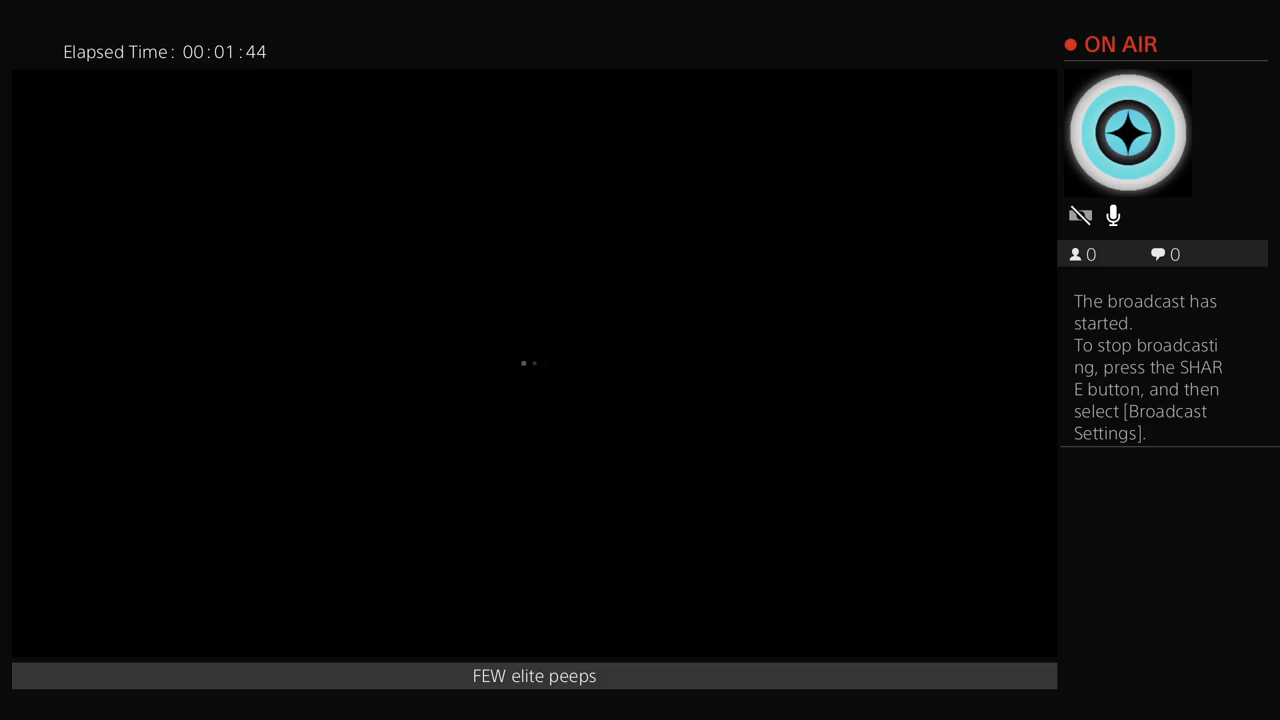 Elapsed Time: 00:01:44
ON AIR
0 0
The broadcast has
started.
To stop broadcasti
ng, press the SHAR
E button, and then
select [Broadcast
Settings].
FEW elite peeps